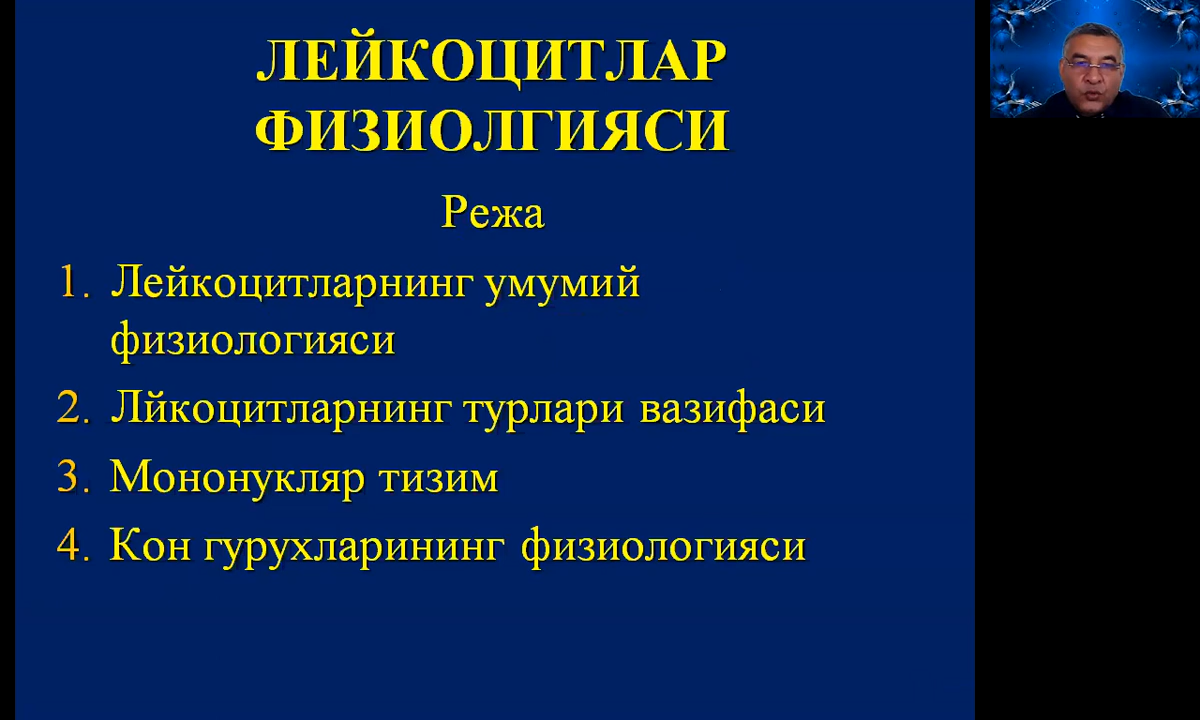 ЛЕЙКОЦИТЛАР
ФИЗИОЛГИЯСИ
Режа
1. Лейкоцитларнинг умумий
физиологияси
2. Лйкоцитларнинг турлари вазифаси
3. Мононукляр тизим
4. Кон гурухларининг физиологияси